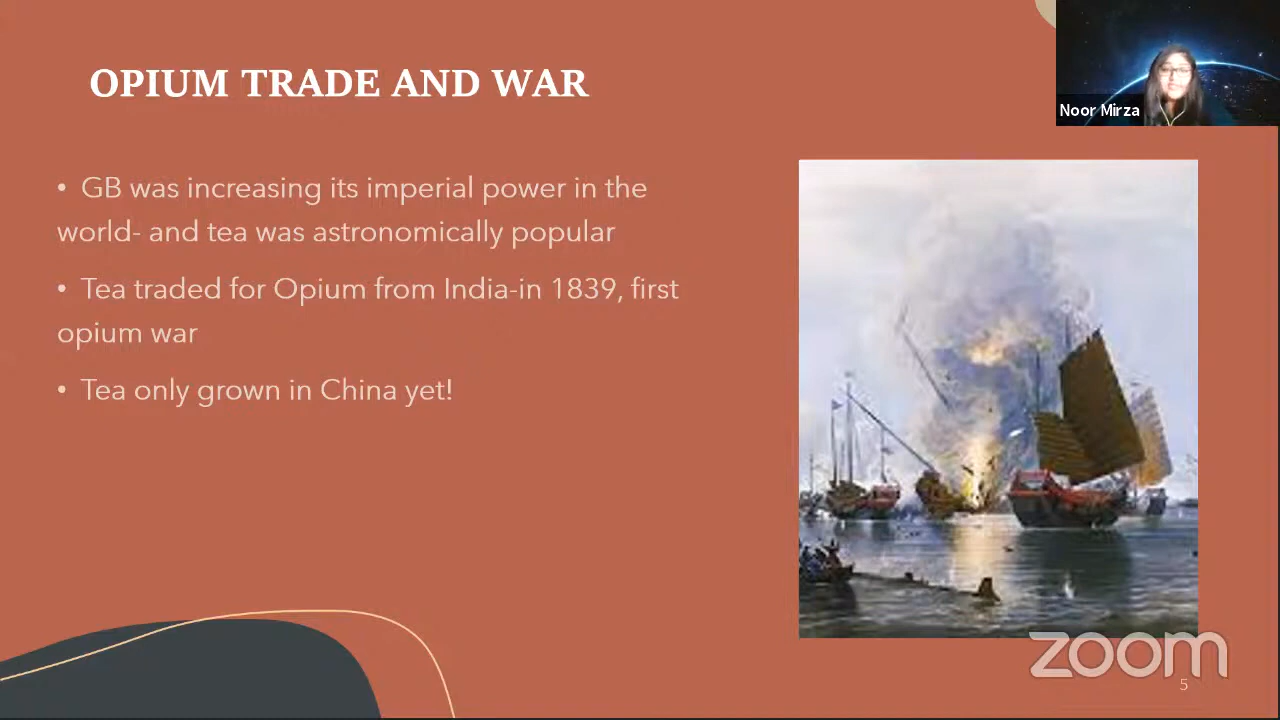 OPIUM TRADE AND WAR
Noor Mirza
• GB was increasing its imperial power in the
world- and tea was astronomically popular
• Tea traded for Opium from India-in 1839, first
opium war
• Tea only grown in China yet!
zoom
5